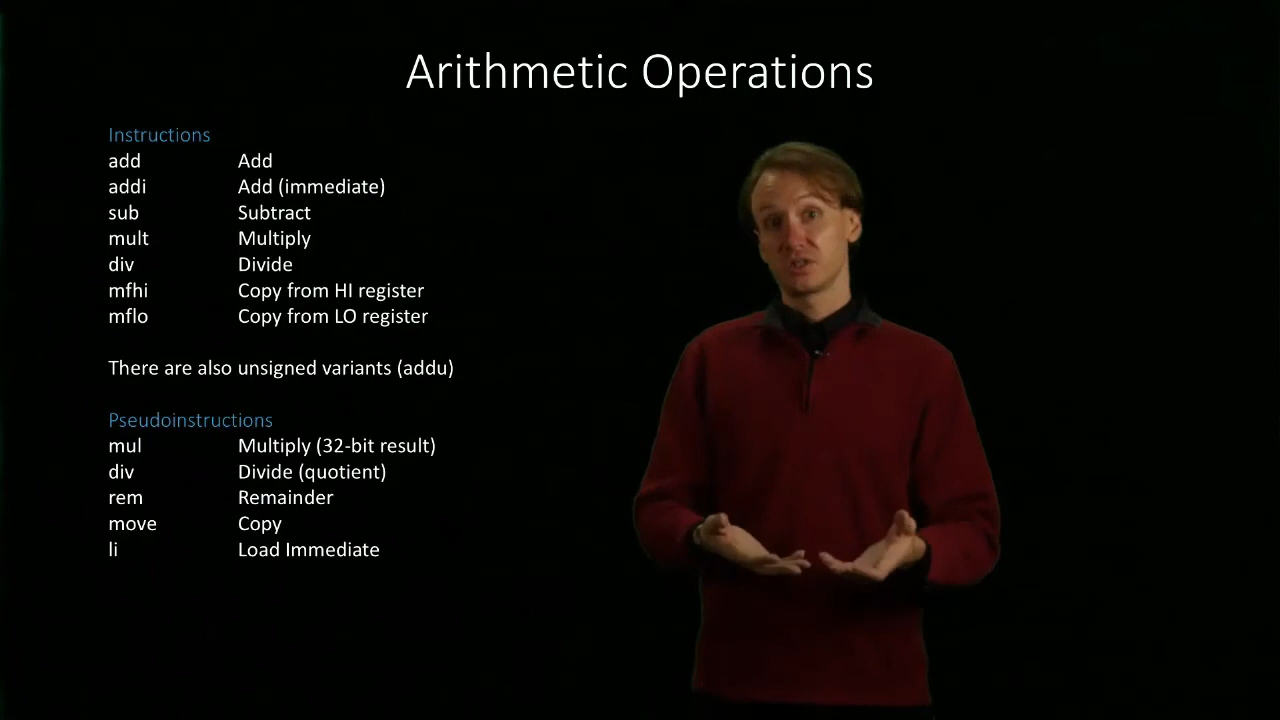 Arithmetic Operations
Instructions
add Add
addi Add (immediate)
sub Subtract
mult Multiply
div Divide
mfhi Copy from HI register
mflo Copy from LO register
There are also unsigned variants (addu)
Pseudoinstructions
mul Multiply (32-bit result)
div Divide (quotient)
rem Remainder
move Copy
li Load Immediate